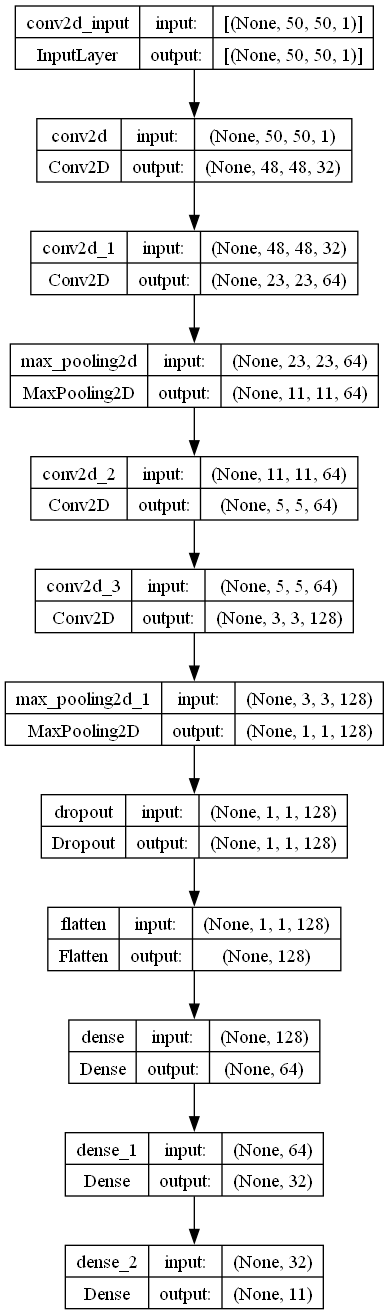 conv2d_input input: [(None, 50, 50, 1)]
InputLayer output: [(None, 50, 50, 1)]
conv2d input: (None, 50, 50, 1)
Conv2D output: (None, 48, 48, 32)
conv2d_1 input: (None, 48, 48, 32)
Conv2D output: (None, 23, 23, 64)
max_pooling2d input: (None, 23, 23, 64)
MaxPooling2D output: (None, 11, 11, 64)
conv2d_2 input: (None, 11, 11, 64)
Conv2D output: (None, 5, 5, 64)
conv2d_3 input: (None, 5, 5, 64)
Conv2D output: (None, 3, 3, 128)
max_pooling2d_1 input: (None, 3, 3, 128)
MaxPooling2D output: (None, 1, 1, 128)
dropout input: (None, 1, 1, 128)
Dropout output: (None, 1, 1, 128)
flatten input: (None, 1, 1, 128)
Flatten output: (None, 128)
dense input: (None, 128)
Dense output: (None, 64)
dense_1 input: (None, 64)
Dense output: (None, 32)
dense_2 input: (None, 32)
Dense output: (None, 11)